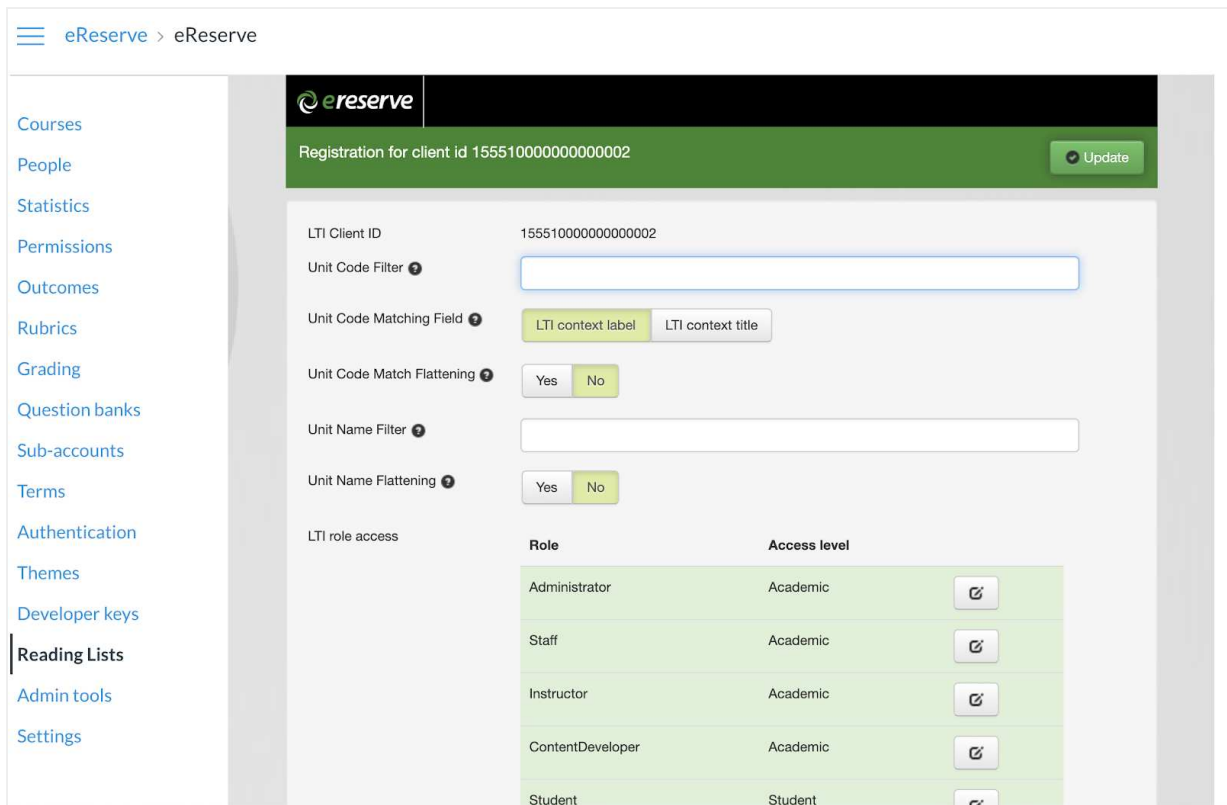 eReserve > eReserve
Courses
People
Statistics
Permissions
Outcomes
Rubrics
Grading
Question banks
Sub-accounts
Terms
Authentication
Themes
Developer keys
Reading Lists
Admin tools
Settings
ereserve
Registration for client id 155510000000000002
Update
LTI Client ID 155510000000000002
Unit Code Filter
Unit Code Matching Field LTI context label LTI context title
Unit Code Match Flattening Yes No
Unit Name Filter
Unit Name Flattening Yes No
LTI role access
Role Access level
Administrator Academic
Staff Academic
Instructor Academic
ContentDeveloper Academic
Student Student